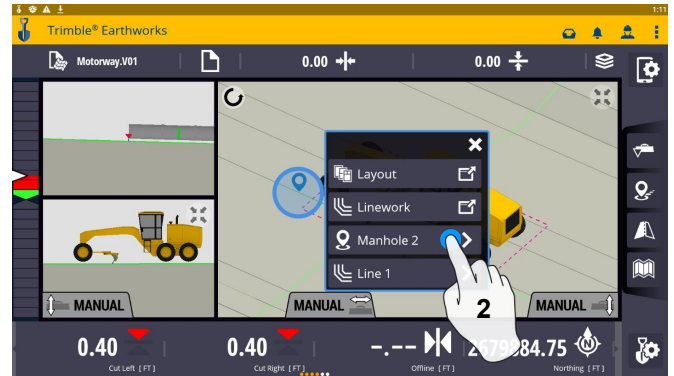 1:11
Trimble® Earthworks
Motorway.V01
0.00
0.00
Layout
Linework
Manhole 2
Line 1
MANUAL
MANUAL
MANUAL
2
0.40
0.40
-.--
2679884.75
N
Cut Left [FT]
Cut Right [FT]
Offline [FT]
Northing [FT]